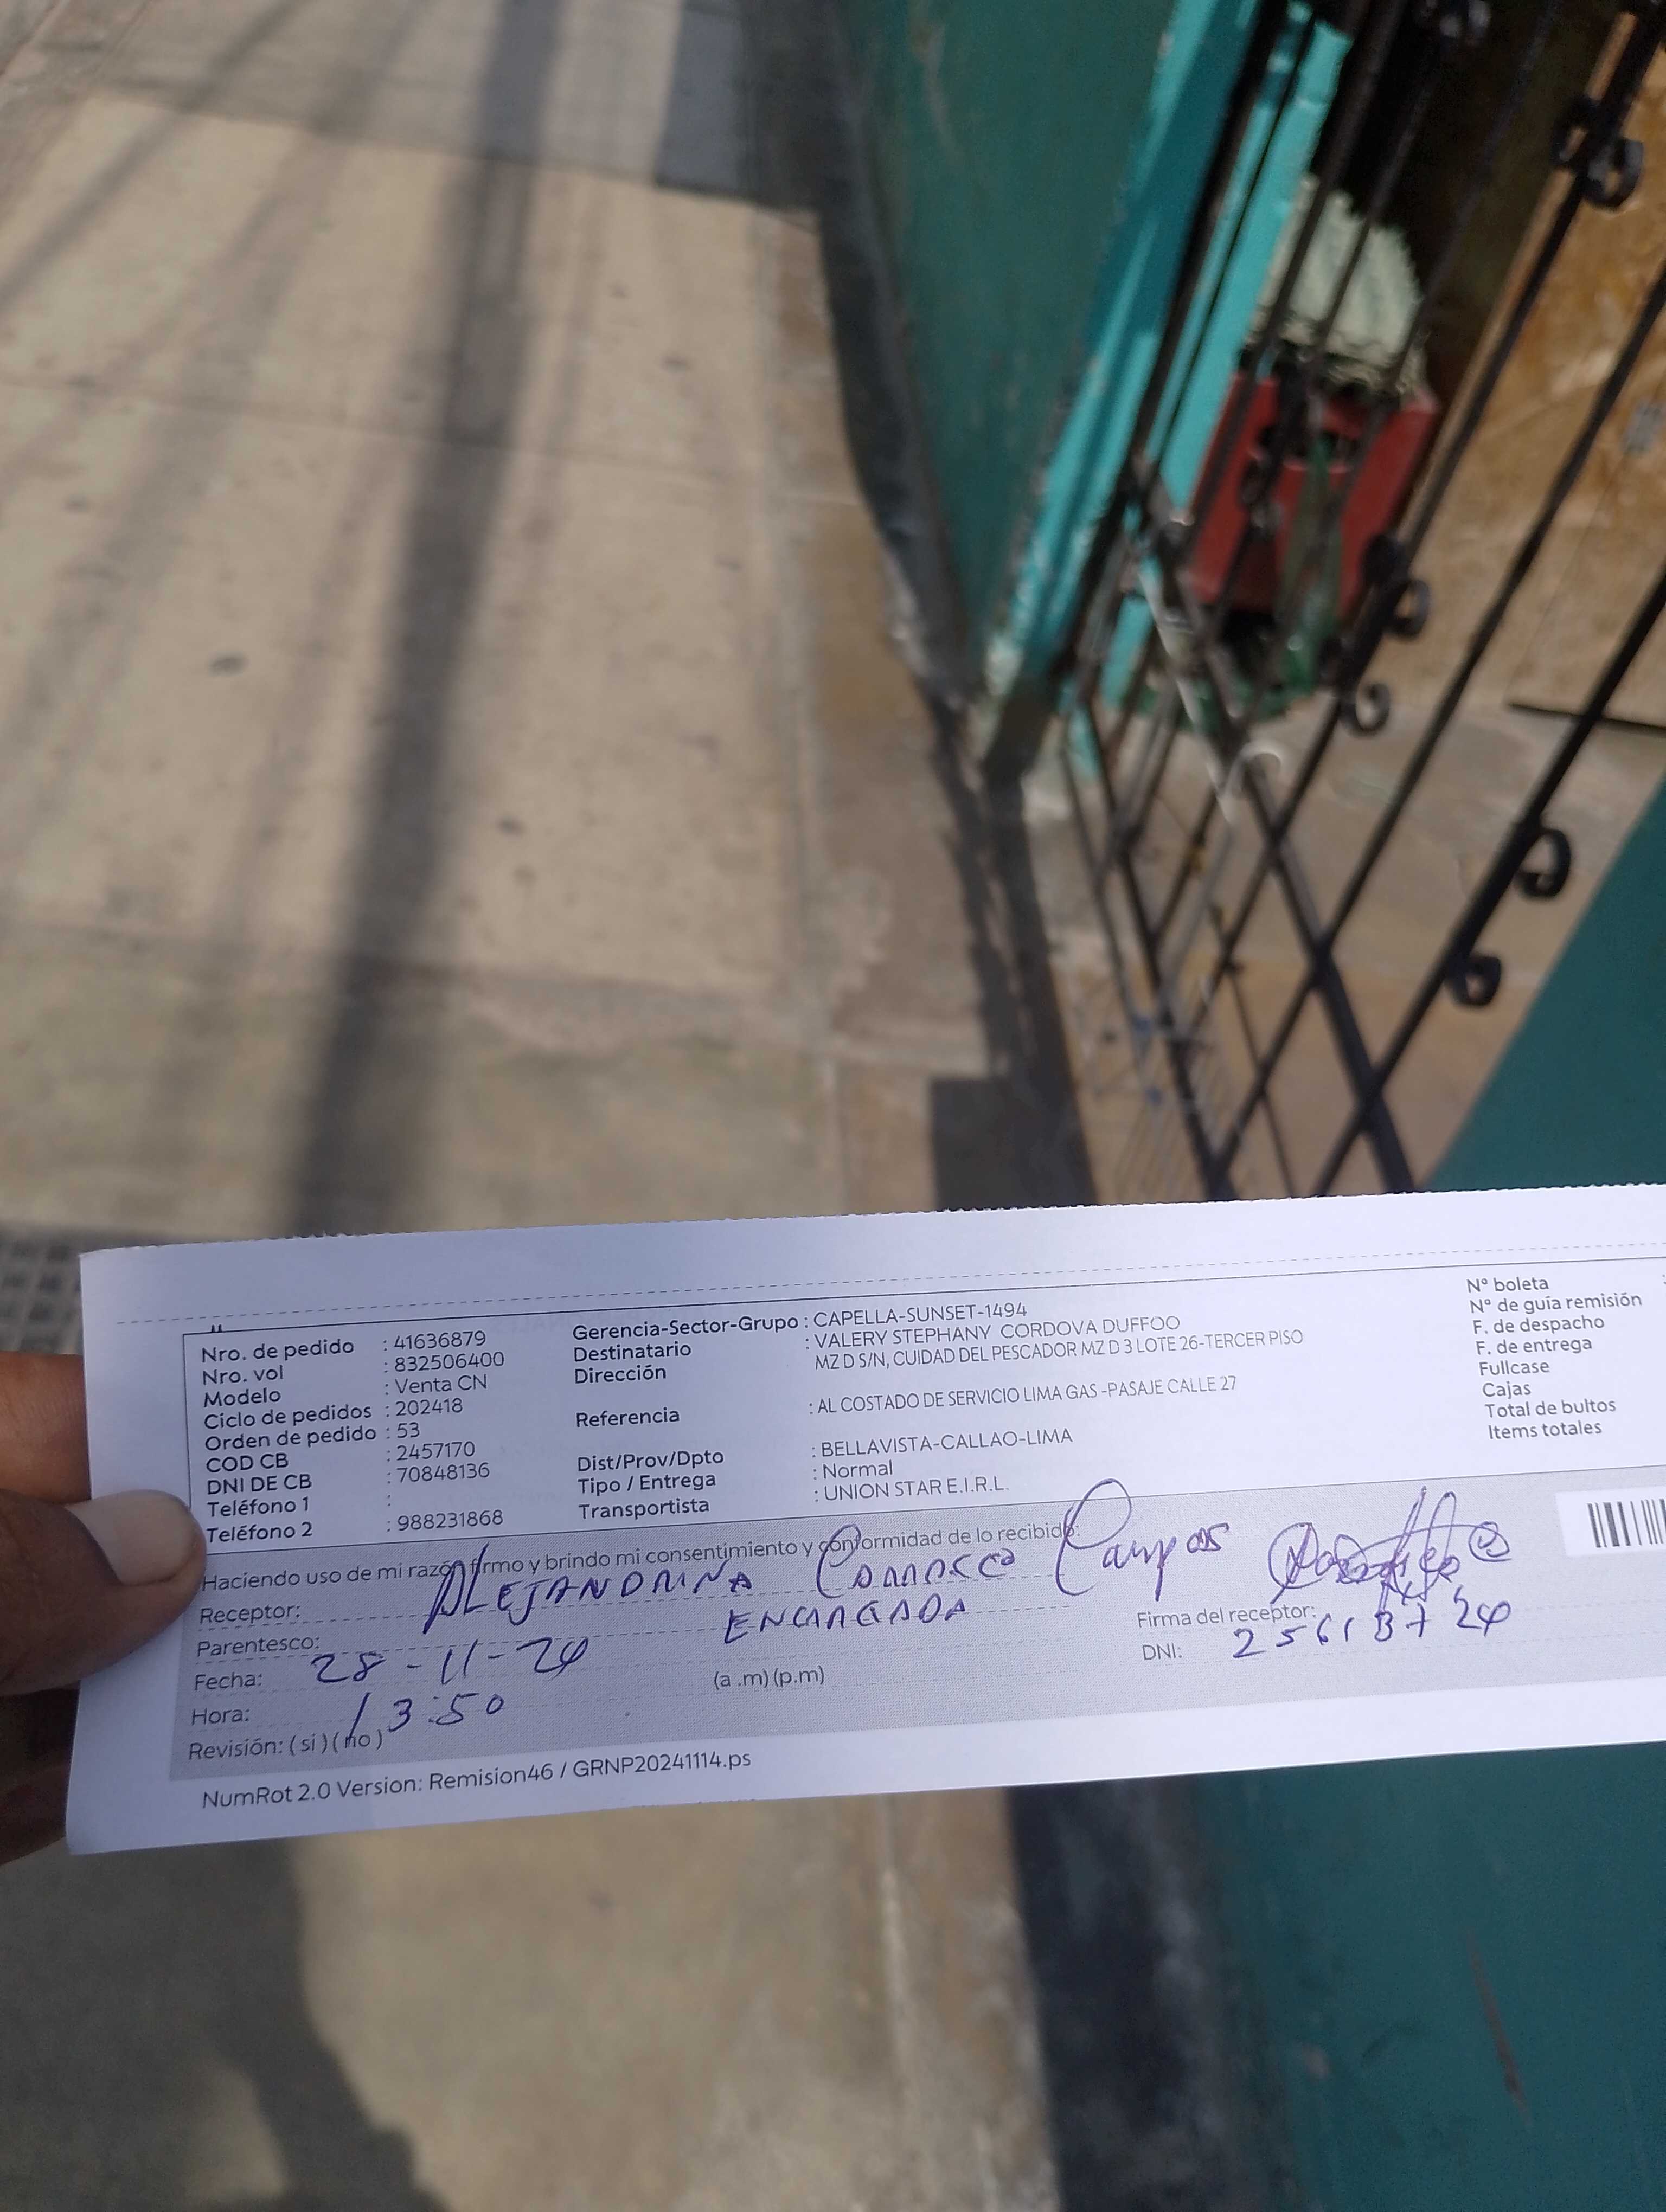 Nro. de pedido : 41636879
Nro. vol : 832506400
Modelo : Venta CN
Ciclo de pedidos : 202418
Orden de pedido : 53
COD CB : 2457170
DNI DE CB : 70848136
Teléfono 1 :
Teléfono 2 : 988231868
Gerencia-Sector-Grupo : CAPELLA-SUNSET-1494
Destinatario : VALERY STEPHANY CORDOVA DUFFOO
Dirección MZ D S/N, CUIDAD DEL PESCADOR MZ D 3 LOTE 26-TERCER PISO
Referencia : AL COSTADO DE SERVICIO LIMA GAS -PASAJE CALLE 27
Dist/Prov/Dpto : BELLAVISTA-CALLAO-LIMA
Tipo / Entrega : Normal
Transportista : UNION STAR E.I.R.L.
N° boleta
N° de guía remisión
F. de despacho
F. de entrega
Fullcase
Cajas
Total de bultos
Items totales
Haciendo uso de mi razón firmo y brindo mi consentimiento y conformidad de lo recibido:
Receptor: ALEJANDRINA Carrasco Campos
Parentesco: ENCARGADA
Firma del receptor:
Fecha: 28-11-24
DNI:
Hora: 13:50 (a .m) (p.m)
Revisión: ( si ) ( no )
NumRot 2.0 Version: Remision46 / GRNP20241114.ps